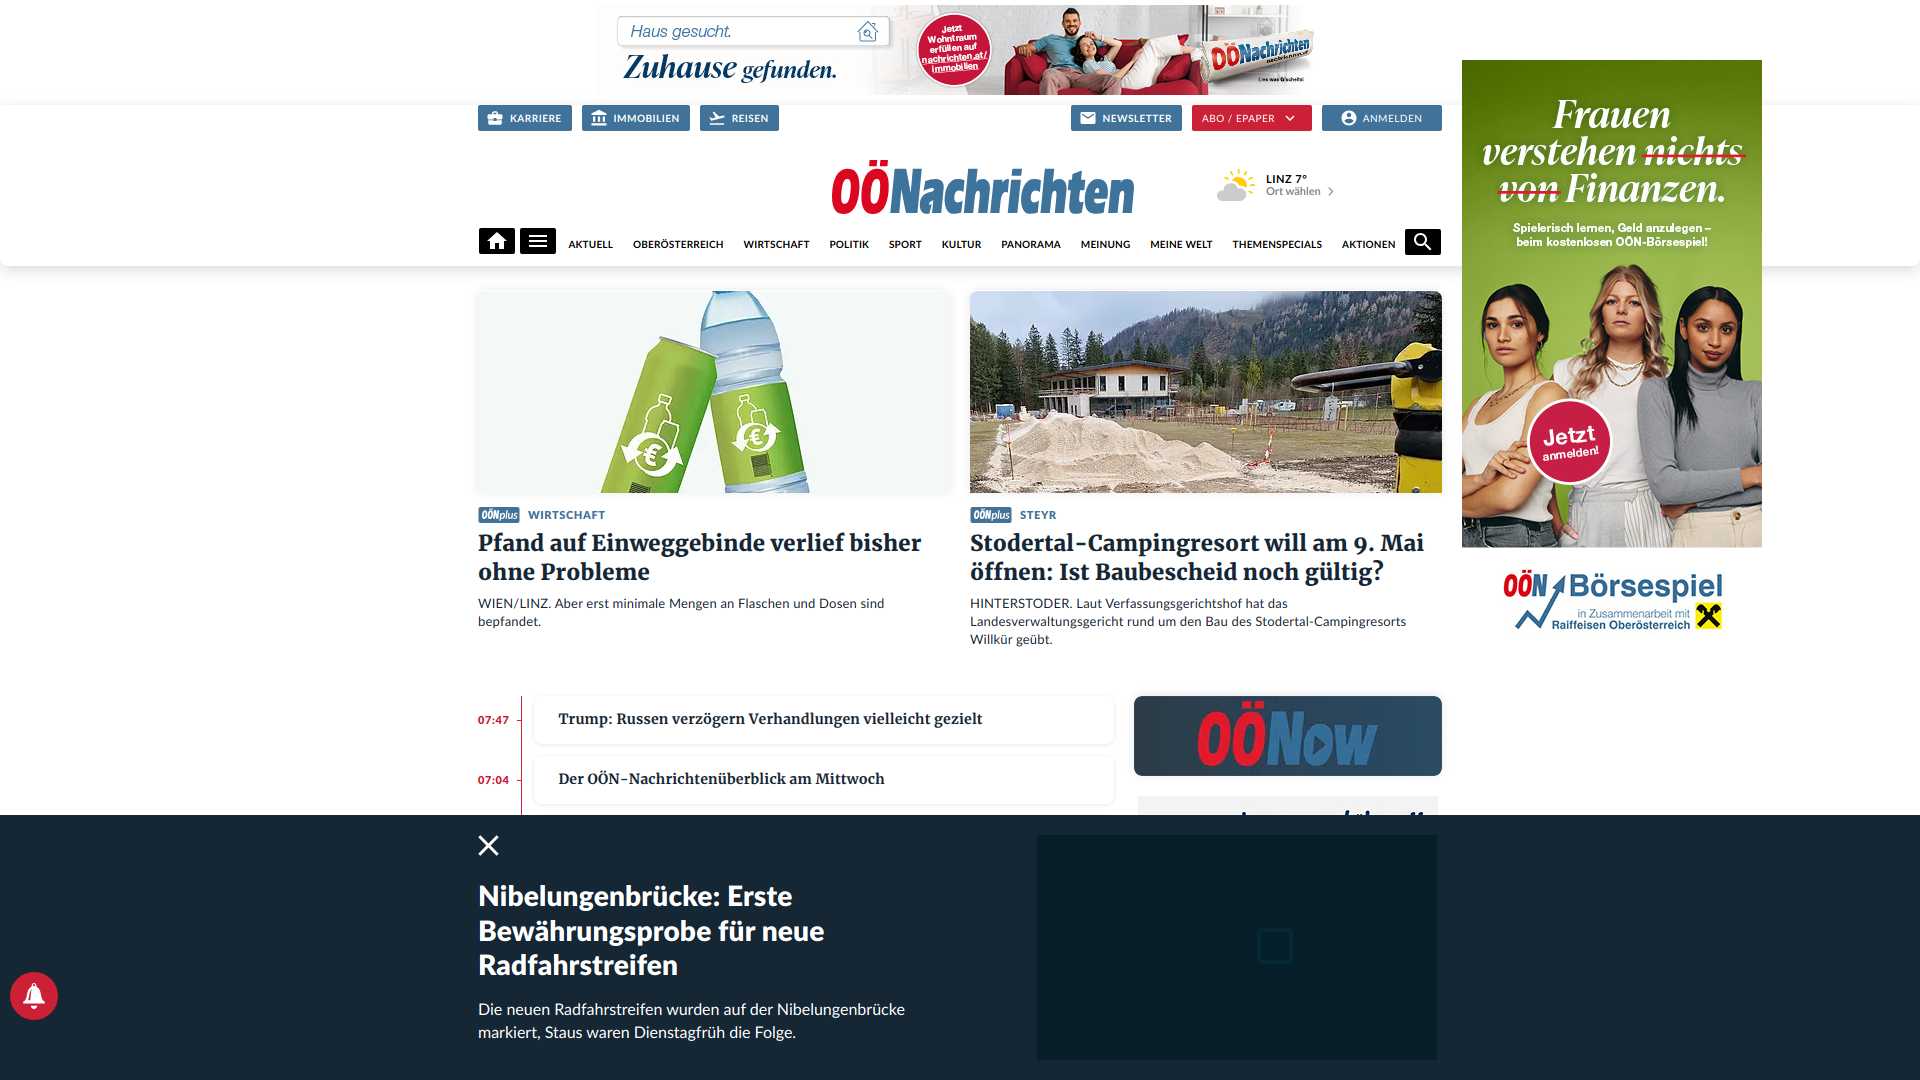 Haus gesucht.
Zuhause gefunden.
Jetzt
Wohntraum
erfüllen auf
nachrichten.at/
immobilien
OÖNachrichten
Lies was G'scheits!
KARRIERE
IMMOBILIEN
REISEN
NEWSLETTER
ABO / EPAPER
ANMELDEN
OÖNachrichten
LINZ 7°
Ort wählen
AKTUELL
OBERÖSTERREICH
WIRTSCHAFT
POLITIK
SPORT
KULTUR
PANORAMA
MEINUNG
MEINE WELT
THEMENSPECIALS
AKTIONEN
Frauen
verstehen nichts
von Finanzen.
Spielerisch lernen, Geld anzulegen –
beim kostenlosen OÖN-Börsespiel!
Jetzt
anmelden!
OÖN Börsespiel
in Zusammenarbeit mit
Raiffeisen Oberösterreich
OÖNplus WIRTSCHAFT
Pfand auf Einweggebinde verlief bisher
ohne Probleme
WIEN/LINZ. Aber erst minimale Mengen an Flaschen und Dosen sind
bepfandet.
OÖNplus STEYR
Stodertal-Campingresort will am 9. Mai
öffnen: Ist Baubescheid noch gültig?
HINTERSTODER. Laut Verfassungsgerichtshof hat das
Landesverwaltungsgericht rund um den Bau des Stodertal-Campingresorts
Willkür geübt.
07:47 Trump: Russen verzögern Verhandlungen vielleicht gezielt
07:04 Der OÖN-Nachrichtenüberblick am Mittwoch
OÖNow
Nibelungenbrücke: Erste
Bewährungsprobe für neue
Radfahrstreifen
Die neuen Radfahrstreifen wurden auf der Nibelungenbrücke
markiert, Staus waren Dienstagfrüh die Folge.